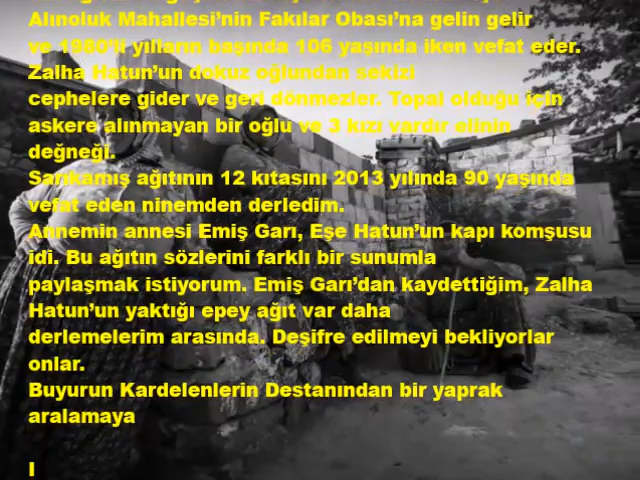 Alınoluk Mahallesi’nin Fakılar Obası’na gelin gelir
ve 1980’li yılların başında 106 yaşında iken vefat eder.
Zalha Hatun’un dokuz oğlundan sekizi
cephelere gider ve geri dönmezler. Topal olduğu için
askere alınmayan bir oğlu ve 3 kızı vardır elinin
değneği.
Sarıkamış ağıtının 12 kıtasını 2013 yılında 90 yaşında
vefat eden ninemden derledim.
Annemin annesi Emiş Garı, Eşe Hatun’un kapı komşusu
idi. Bu ağıtın sözlerini farklı bir sunumla
paylaşmak istiyorum. Emiş Garı’dan kaydettiğim, Zalha
Hatun’un yaktığı epey ağıt var daha
derlemelerim arasında. Deşifre edilmeyi bekliyorlar
onlar.
Buyurun Kardelenlerin Destanından bir yaprak
aralamaya
I